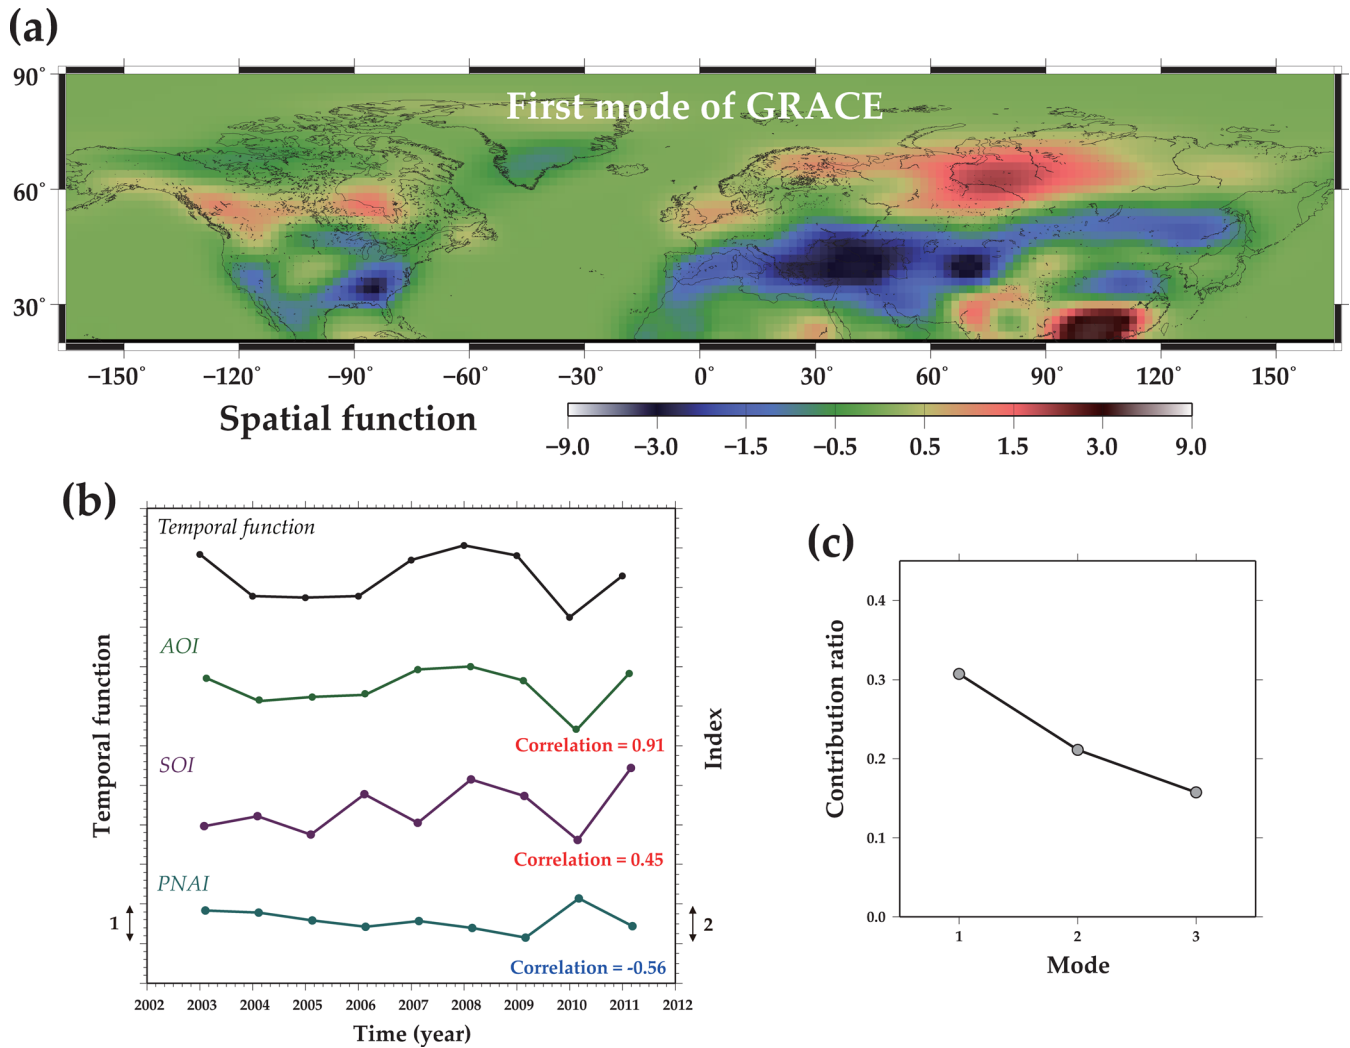 (a)
90°
60°
30°
First mode of GRACE
−150° −120° −90° −60° −30° 0° 30° 60° 90° 120° 150°
Spatial function
−9.0 −3.0 −1.5 −0.5 0.5 1.5 3.0 9.0
(b)
Temporal function
Temporal function
AOI
Correlation = 0.91
SOI
Correlation = 0.45
PNAI
Correlation = -0.56
1
2
Index
2002 2003 2004 2005 2006 2007 2008 2009 2010 2011 2012
Time (year)
(c)
Contribution ratio
0.4
0.3
0.2
0.1
0.0
1 2 3
Mode